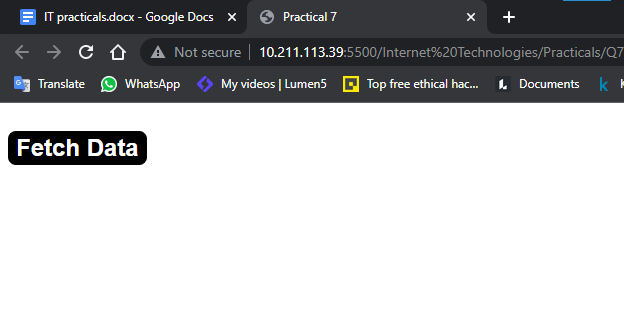 IT practicals.docx - Google Docs
Practical 7
Not secure
10.211.113.39:5500/Internet%20Technologies/Practicals/Q7
Translate
WhatsApp
My videos | Lumen5
Top free ethical hac...
Documents
Fetch Data